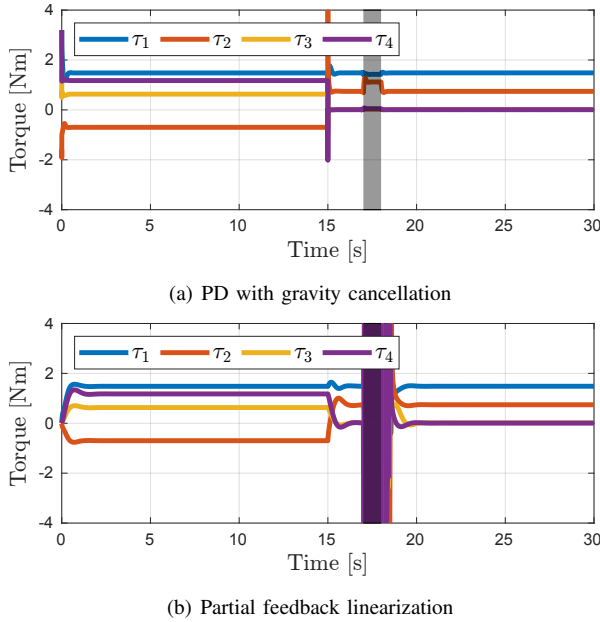 4
2
0
-2
-4
Torque [Nm]
τ1 τ2 τ3 τ4
0 5 10 15 20 25 30
Time [s]
(a) PD with gravity cancellation
4
2
0
-2
-4
Torque [Nm]
τ1 τ2 τ3 τ4
0 5 10 15 20 25 30
Time [s]
(b) Partial feedback linearization